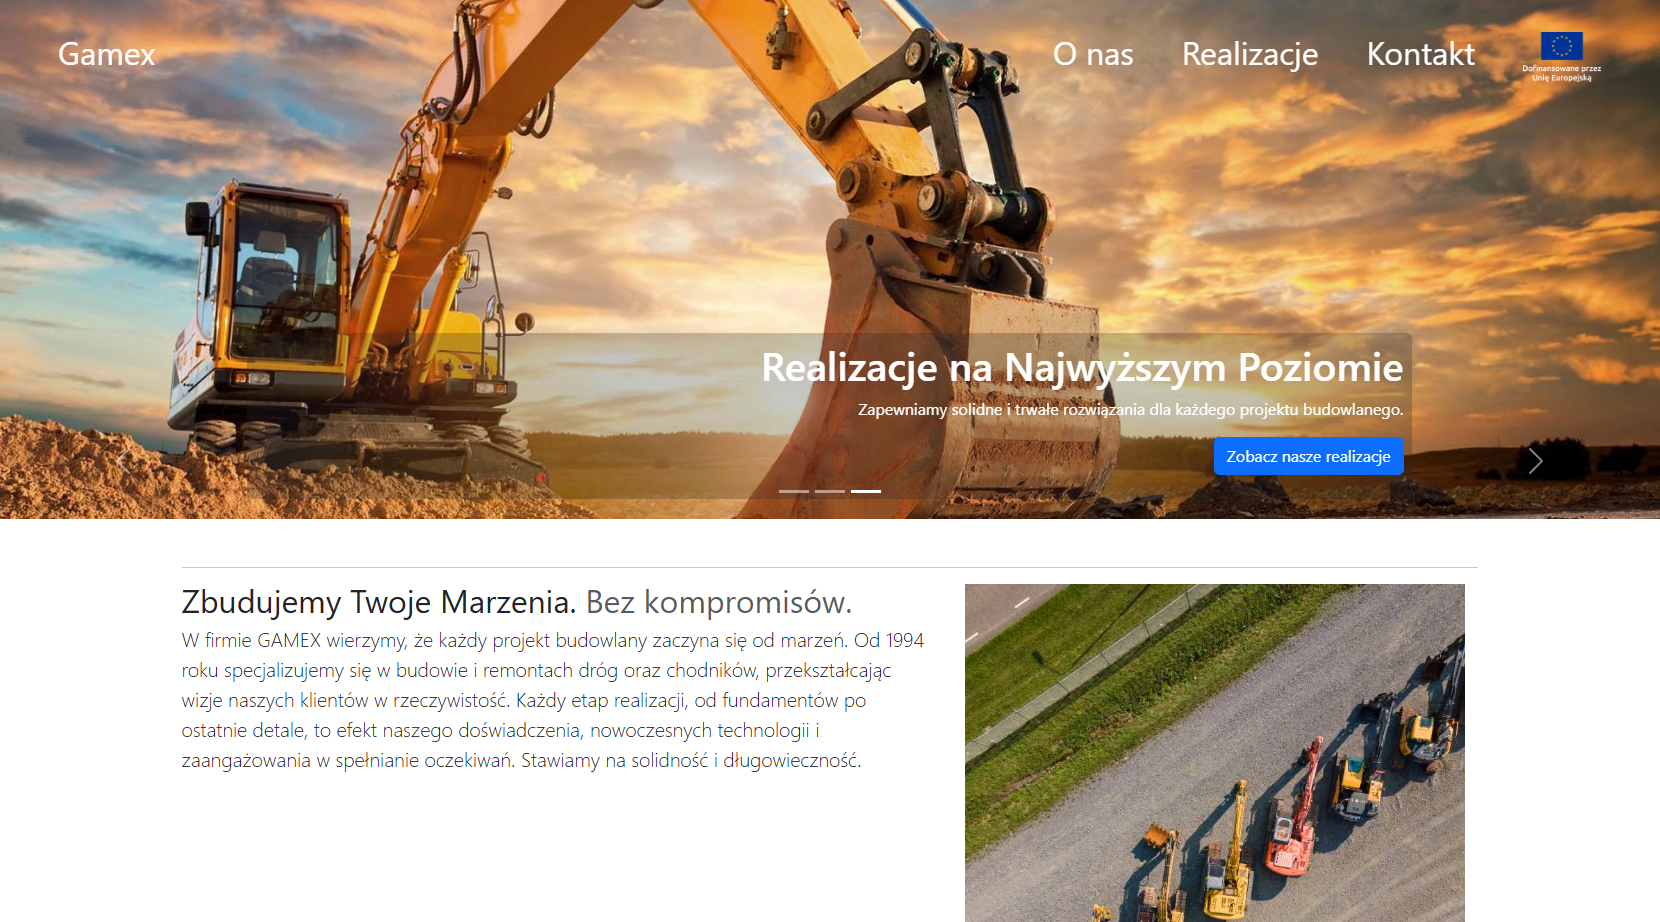 Gamex
O nas
Realizacje
Kontakt
Dofinansowane przez
Unię Europejską
Realizacje na Najwyższym Poziomie
Zapewniamy solidne i trwałe rozwiązania dla każdego projektu budowlanego.
Zobacz nasze realizacje
Zbudujemy Twoje Marzenia. Bez kompromisów.
W firmie GAMEX wierzymy, że każdy projekt budowlany zaczyna się od marzeń. Od 1994
roku specjalizujemy się w budowie i remontach dróg oraz chodników, przekształcając
wizje naszych klientów w rzeczywistość. Każdy etap realizacji, od fundamentów po
ostatnie detale, to efekt naszego doświadczenia, nowoczesnych technologii i
zaangażowania w spełnianie oczekiwań. Stawiamy na solidność i długowieczność.